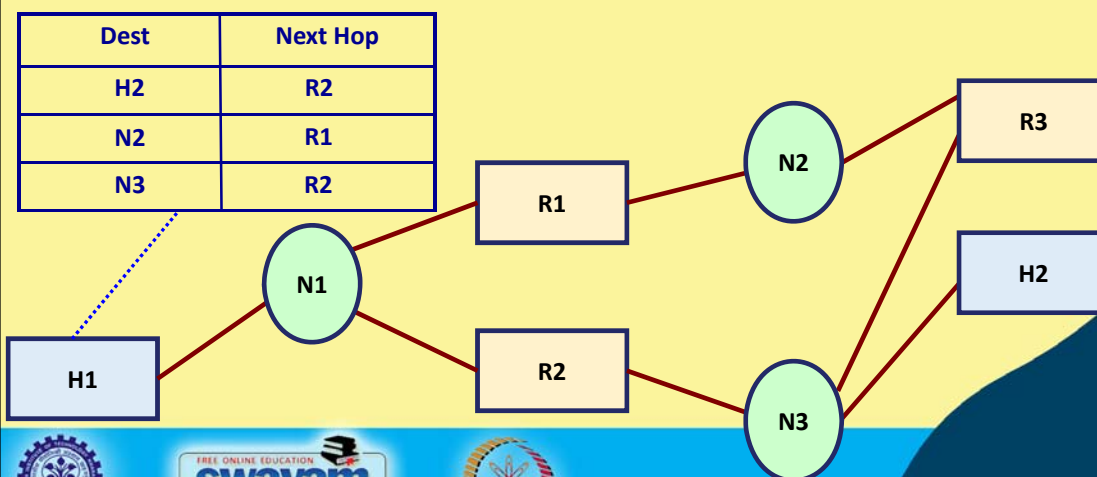 Dest Next Hop
H2 R2
N2 R1
N3 R2
R3
N2
R1
H2
N1
R2
H1
N3
FREE ONLINE EDUCATION
swayam